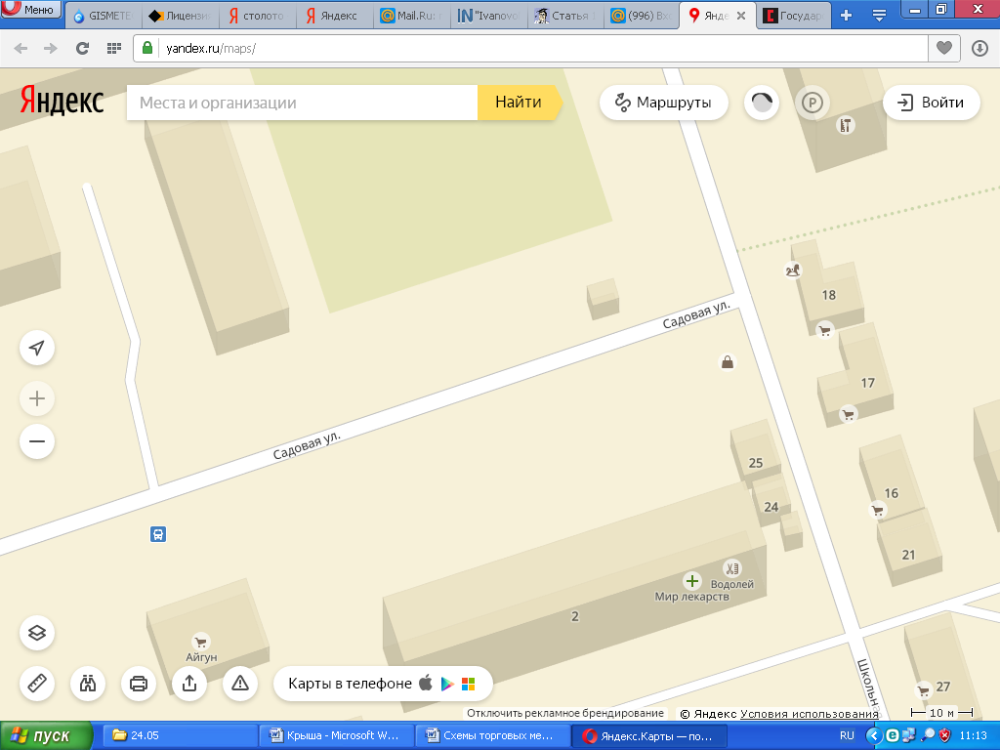 Меню
GISMETE
Лицензи
столото
Яндекс
Mail.Ru:
"Ivanovo
Статья 1
(996) Вхо
Янде
Государ
yandex.ru/maps/
Яндекс
Места и организации
Найти
Маршруты
P
Войти
18
Садовая ул.
17
Садовая ул.
25
16
24
21
Водолей
Мир лекарств
2
Айгун
27
Школьн
Карты в телефоне
Отключить рекламное брендирование
© Яндекс Условия использования
10 м
пуск
24.05
Крыша - Microsoft W...
Схемы торговых ме...
Яндекс.Карты — по...
RU
11:13